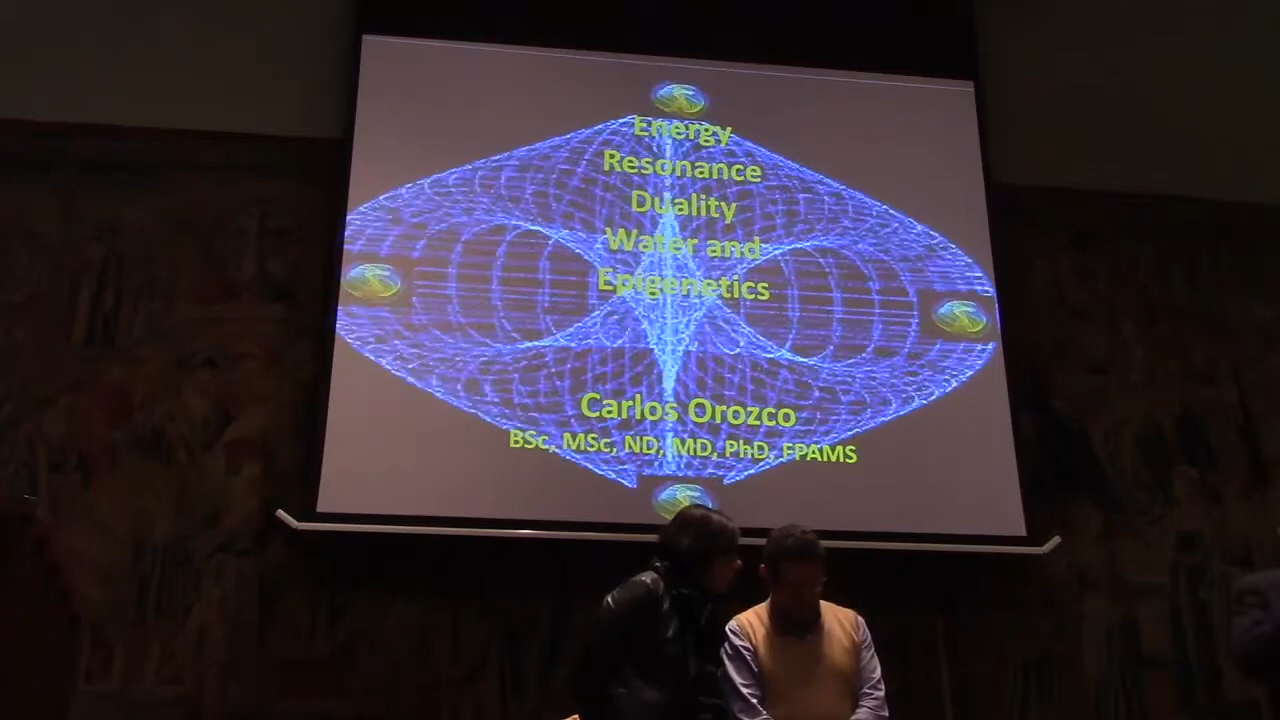 Energy
Resonance
Duality
Water and
Epigenetics
Carlos Orozco
BSc, MSc, ND, MD, PhD, FPAMS